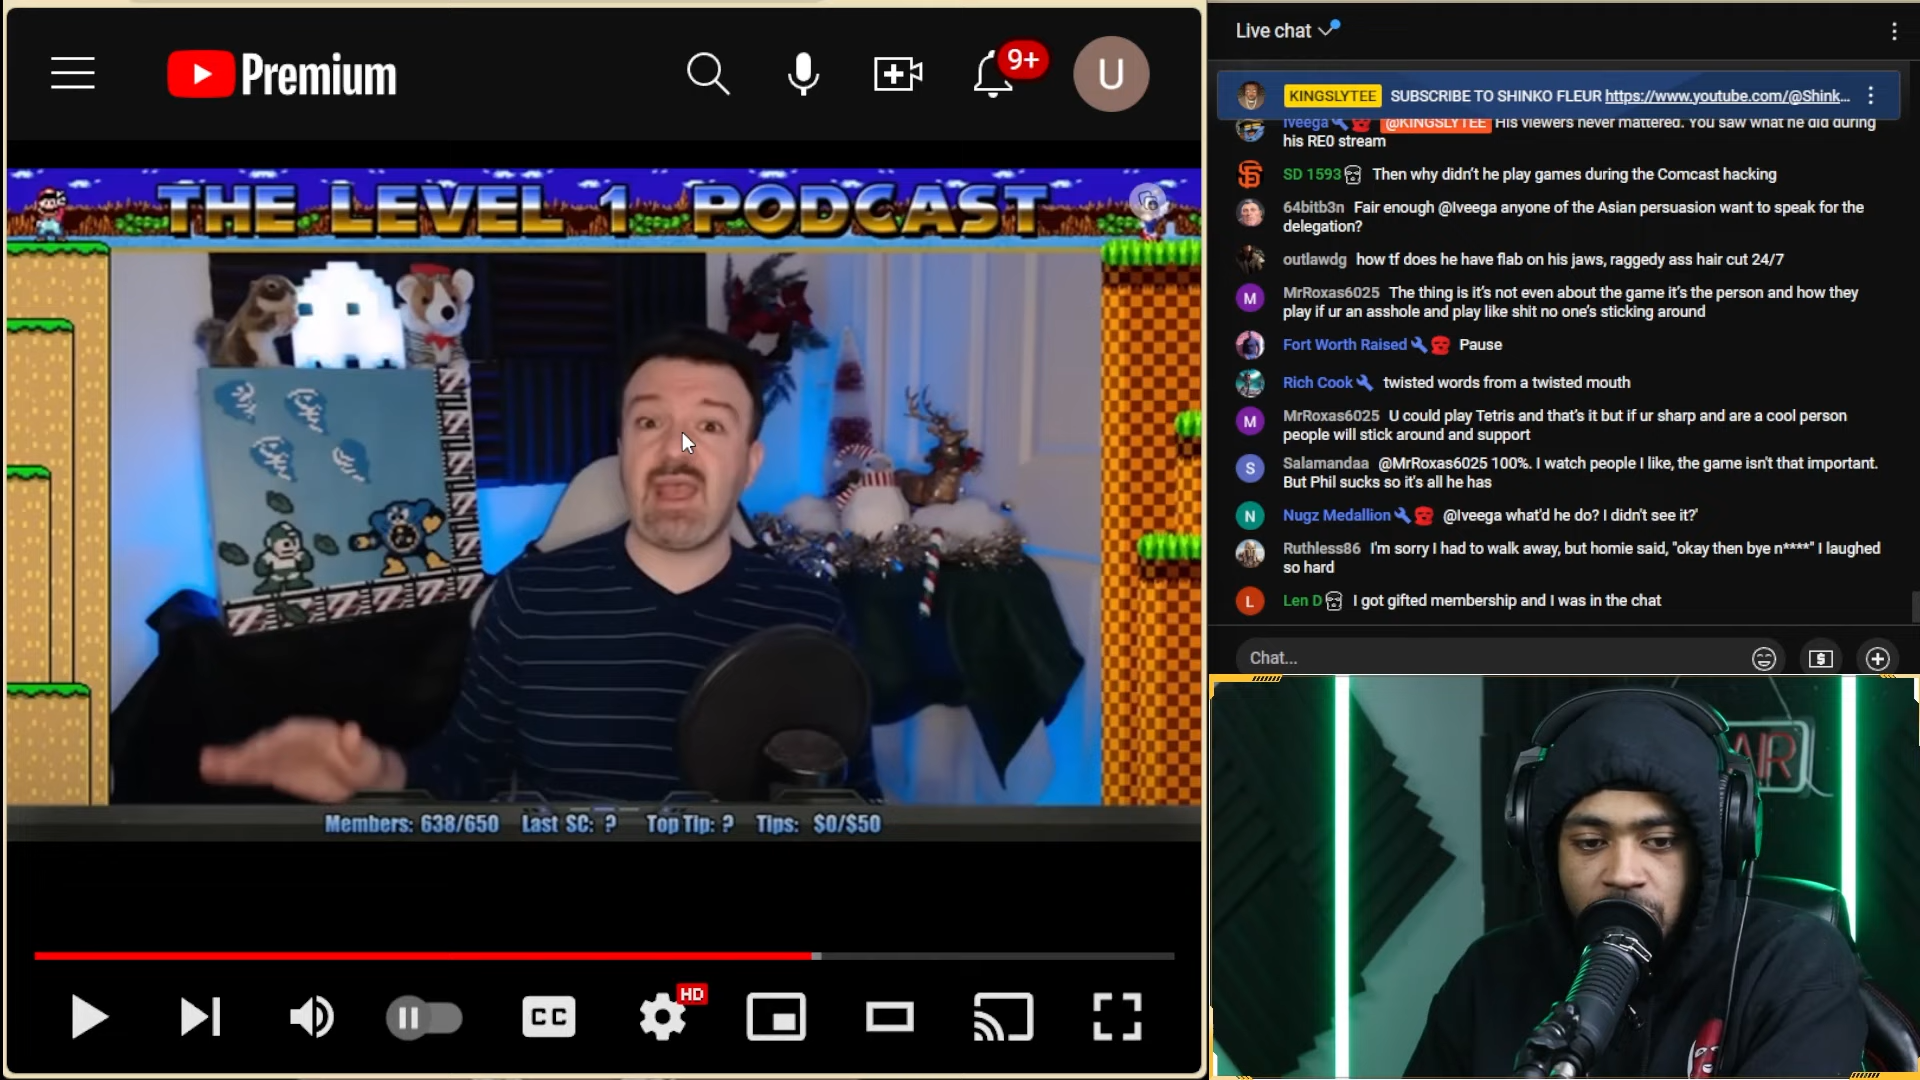 Premium
9+
U
THE LEVEL 1 PODCAST
Members: 638/650 Last SC: ? Top Tip: ? Tips: $0/$50
CC
HD
Live chat
KINGSLYTEE SUBSCRIBE TO SHINKO FLEUR https://www.youtube.com/@Shink...
Iveega @KINGSLYTEE His viewers never mattered. You saw what he did during
his RE0 stream
SD 1593 Then why didn't he play games during the Comcast hacking
64bitb3n Fair enough @Iveega anyone of the Asian persuasion want to speak for the
delegation?
outlawdg how tf does he have flab on his jaws, raggedy ass hair cut 24/7
M
MrRoxas6025 The thing is it's not even about the game it's the person and how they
play if ur an asshole and play like shit no one's sticking around
Fort Worth Raised Pause
Rich Cook twisted words from a twisted mouth
M
MrRoxas6025 U could play Tetris and that's it but if ur sharp and are a cool person
people will stick around and support
S
Salamandaa @MrRoxas6025 100%. I watch people I like, the game isn't that important.
But Phil sucks so it's all he has
N
Nugz Medallion @Iveega what'd he do? I didn't see it?'
Ruthless86 I'm sorry I had to walk away, but homie said, "okay then bye n****" I laughed
so hard
L
Len D I got gifted membership and I was in the chat
Chat...
AIR